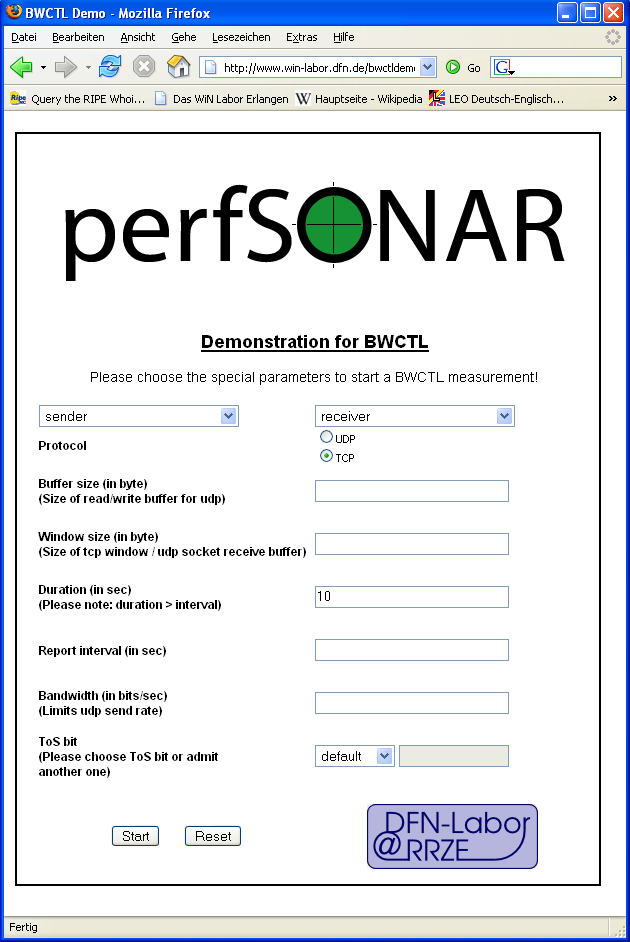 BWCTL Demo - Mozilla Firefox
Datei Bearbeiten Ansicht Gehe Lesezeichen Extras Hilfe
http://www.win-labor.dfn.de/bwctldem Go G
Ripe Query the RIPE Whoi... Das WiN Labor Erlangen W Hauptseite - Wikipedia LEO Deutsch-Englisch... »
perfSONAR
Demonstration for BWCTL
Please choose the special parameters to start a BWCTL measurement!
sender receiver
Protocol UDP
TCP
Buffer size (in byte)
(Size of read/write buffer for udp)
Window size (in byte)
(Size of tcp window / udp socket receive buffer)
Duration (in sec) 10
(Please note: duration > interval)
Report interval (in sec)
Bandwidth (in bits/sec)
(Limits udp send rate)
ToS bit
(Please choose ToS bit or admit default
another one)
Start Reset
DFN-Labor
@RRZE
Fertig